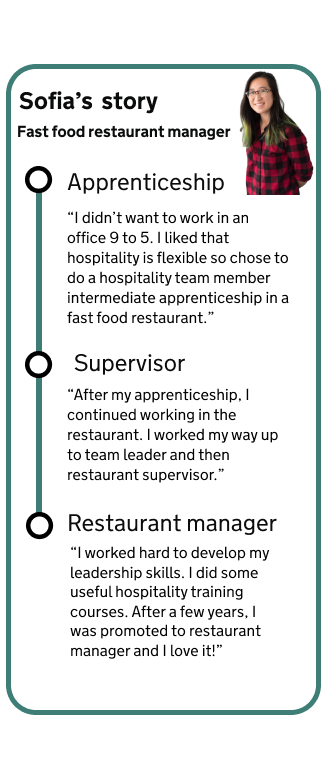 Sofia’s story
Fast food restaurant manager
Apprenticeship
“I didn’t want to work in an
office 9 to 5. I liked that
hospitality is flexible so chose to
do a hospitality team member
intermediate apprenticeship in a
fast food restaurant.”
Supervisor
“After my apprenticeship, I
continued working in the
restaurant. I worked my way up
to team leader and then
restaurant supervisor.”
Restaurant manager
“I worked hard to develop my
leadership skills. I did some
useful hospitality training
courses. After a few years, I
was promoted to restaurant
manager and I love it!”